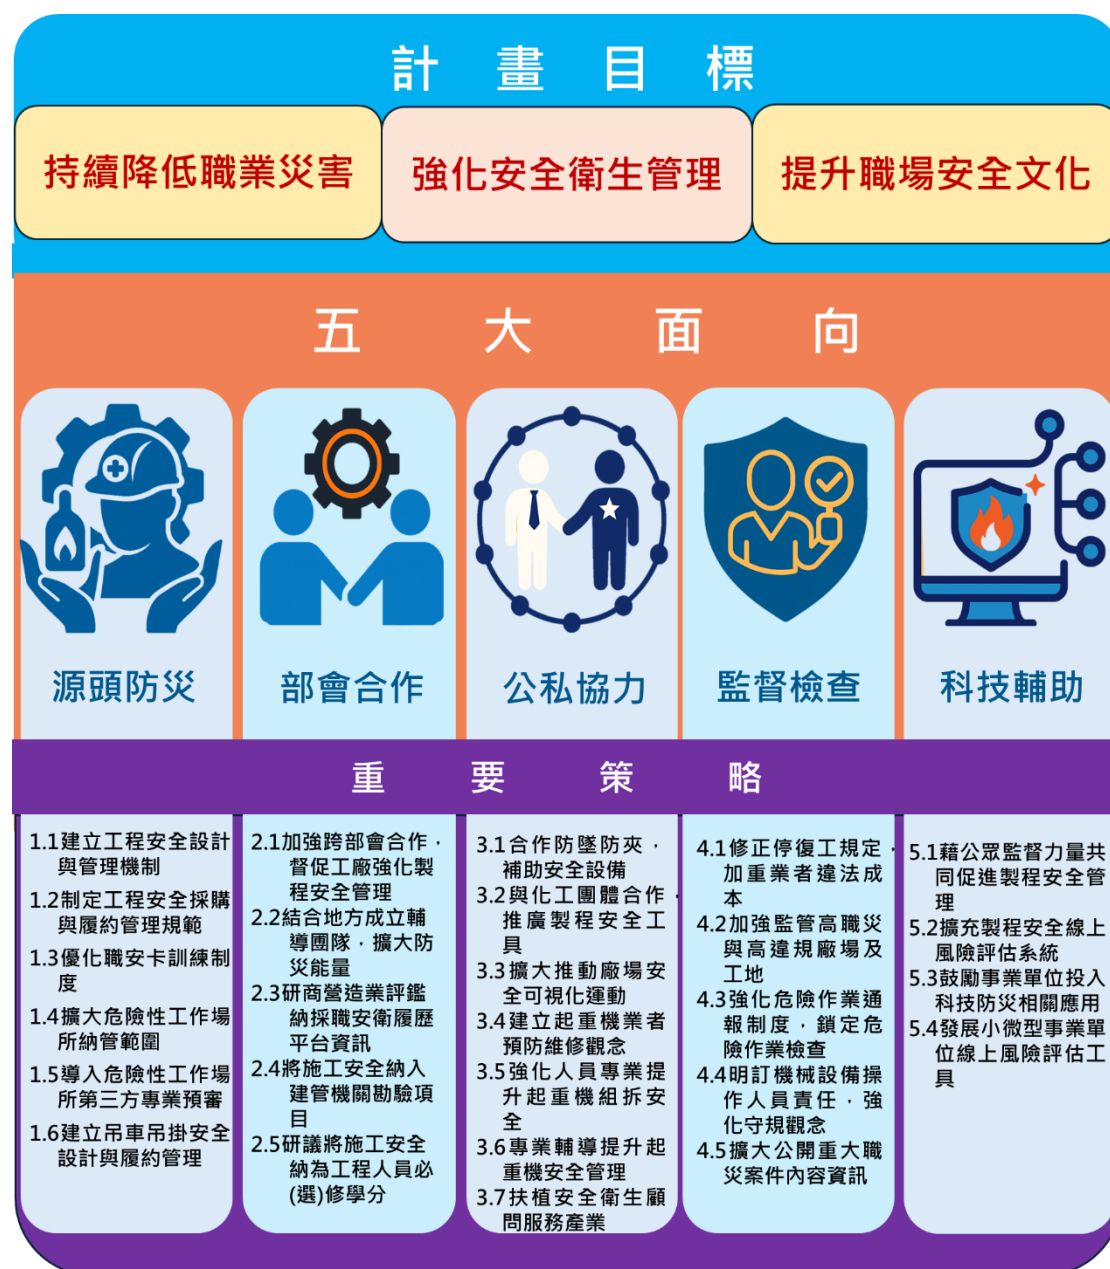 計畫目標
持續降低職業災害
強化安全衛生管理
提升職場安全文化
五大面向
源頭防災
部會合作
公私協力
監督檢查
科技輔助
重要策略
1.1建立工程安全設計
與管理機制
1.2制定工程安全採購
與履約管理規範
1.3優化職安卡訓練制
度
1.4擴大危險性工作場
所納管範圍
1.5導入危險性工作場
所第三方專業預審
1.6建立吊車吊掛安全
設計與履約管理
2.1加強跨部會合作，
督促工廠強化製
程安全管理
2.2結合地方成立輔
導團隊，擴大防
災能量
2.3研商營造業評鑑
納採職安衛履歷
平台資訊
2.4將施工安全納入
建管機關勘驗項
目
2.5研議將施工安全
納為工程人員必
(選)修學分
3.1合作防墜防夾，
補助安全設備
3.2與化工團體合作，
推廣製程安全工
具
3.3擴大推動廠場安
全可視化運動
3.4建立起重機業者
預防維修觀念
3.5強化人員專業提
升起重機組拆安
全
3.6專業輔導提升起
重機安全管理
3.7扶植安全衛生顧
問服務產業
4.1修正停復工規定，
加重業者違法成
本
4.2加強監管高職災
與高違規廠場及
工地
4.3強化危險作業通
報制度，鎖定危
險作業檢查
4.4明訂機械設備操
作人員責任，強
化守規觀念
4.5擴大公開重大職
災案件內容資訊
5.1藉公眾監督力量共
同促進製程安全管
理
5.2擴充製程安全線上
風險評估系統
5.3鼓勵事業單位投入
科技防災相關應用
5.4發展小微型事業單
位線上風險評估工
具